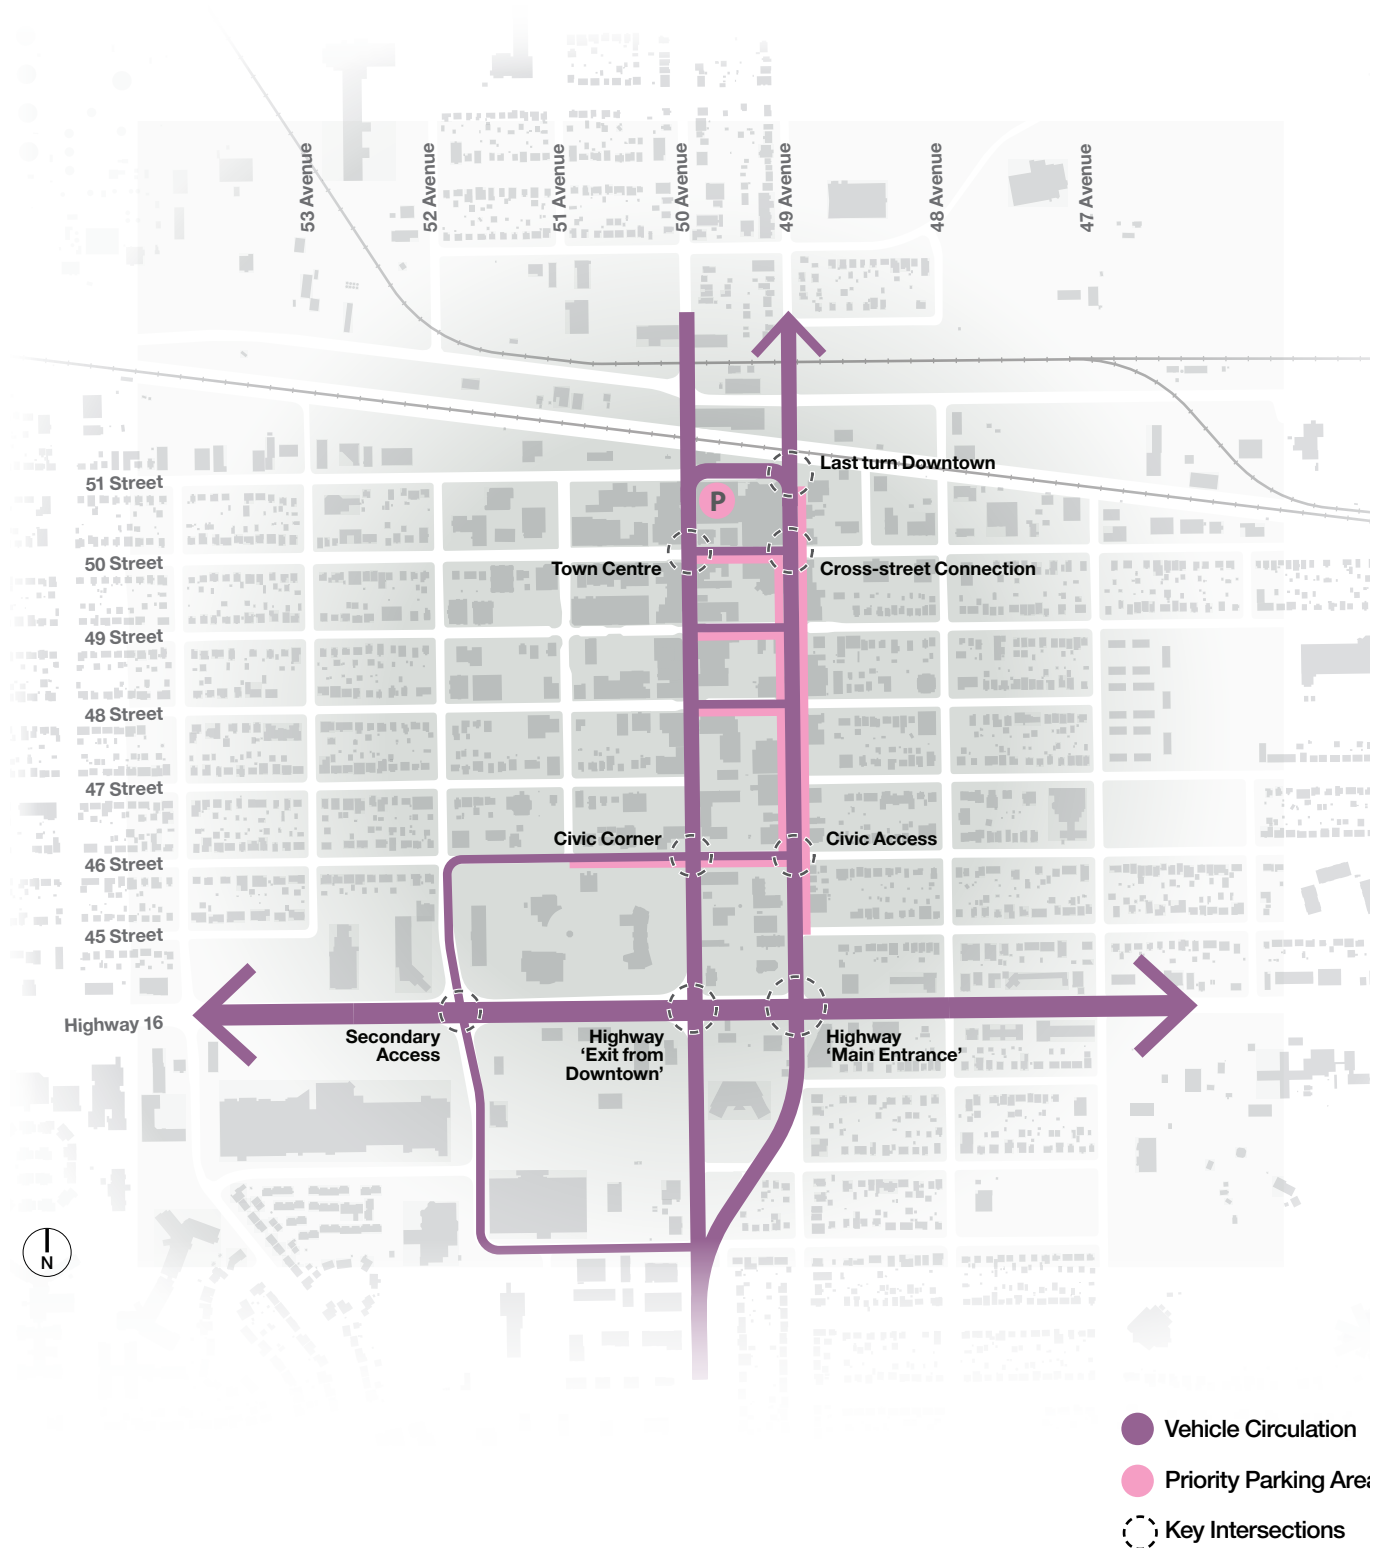 53 Avenue
52 Avenue
51 Avenue
50 Avenue
49 Avenue
48 Avenue
47 Avenue
Last turn Downtown
51 Street
P
50 Street
Town Centre
Cross-street Connection
49 Street
48 Street
47 Street
Civic Corner
Civic Access
46 Street
45 Street
Highway 16
Secondary
Access
Highway
‘Exit from
Downtown’
Highway
‘Main Entrance’
N
Vehicle Circulation
Priority Parking Area
Key Intersections